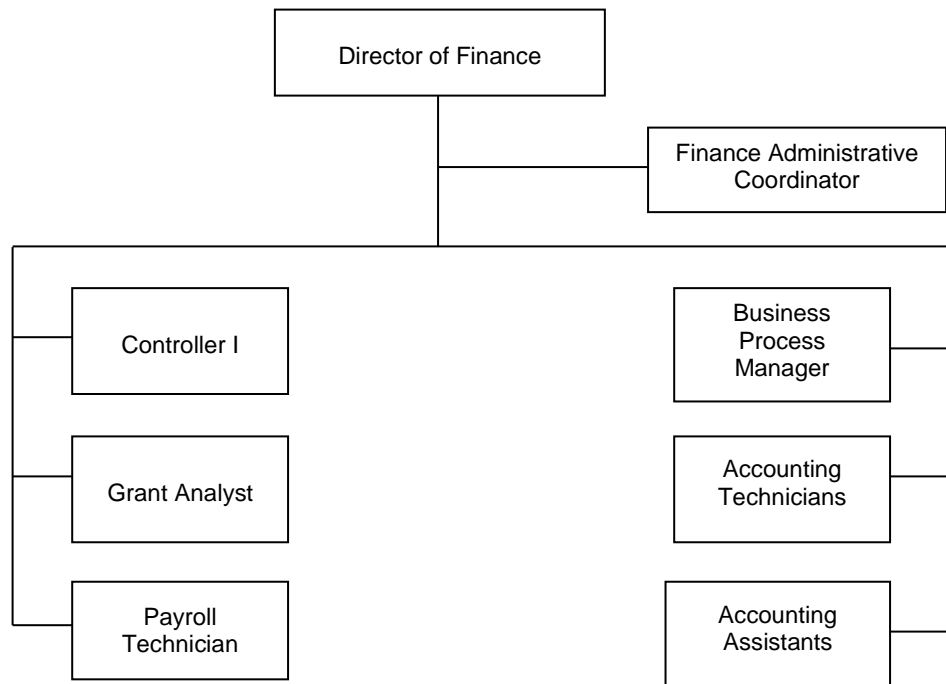 Director of Finance
Finance Administrative
Coordinator
Controller I
Business
Process
Manager
Grant Analyst
Accounting
Technicians
Payroll
Technician
Accounting
Assistants